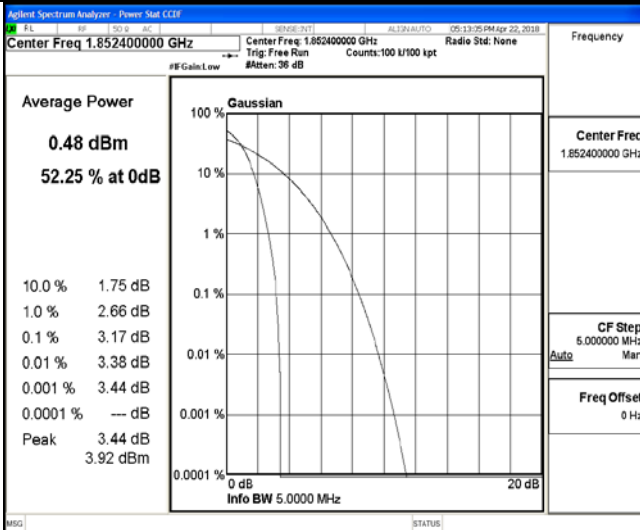 Agilent Spectrum Analyzer - Power Stat CCDF
RL RF 50 Ω AC SENSE:INT ALIGN AUTO 05:13:05 PM Apr 22, 2018
Center Freq 1.852400000 GHz
Center Freq: 1.852400000 GHz Radio Std: None
Trig: Free Run Counts:100 k/100 kpt
#IFGain:Low #Atten: 36 dB
Frequency
Average Power
0.48 dBm
52.25 % at 0dB
10.0 % 1.75 dB
1.0 % 2.66 dB
0.1 % 3.17 dB
0.01 % 3.38 dB
0.001 % 3.44 dB
0.0001 % --- dB
Peak 3.44 dB
3.92 dBm
Gaussian
100 %
10 %
1 %
0.1 %
0.01 %
0.001 %
0.0001 %
0 dB 20 dB
Info BW 5.0000 MHz
Center Freq
1.852400000 GHz
CF Step
5.000000 MHz
Auto Man
Freq Offset
0 Hz
MSG STATUS